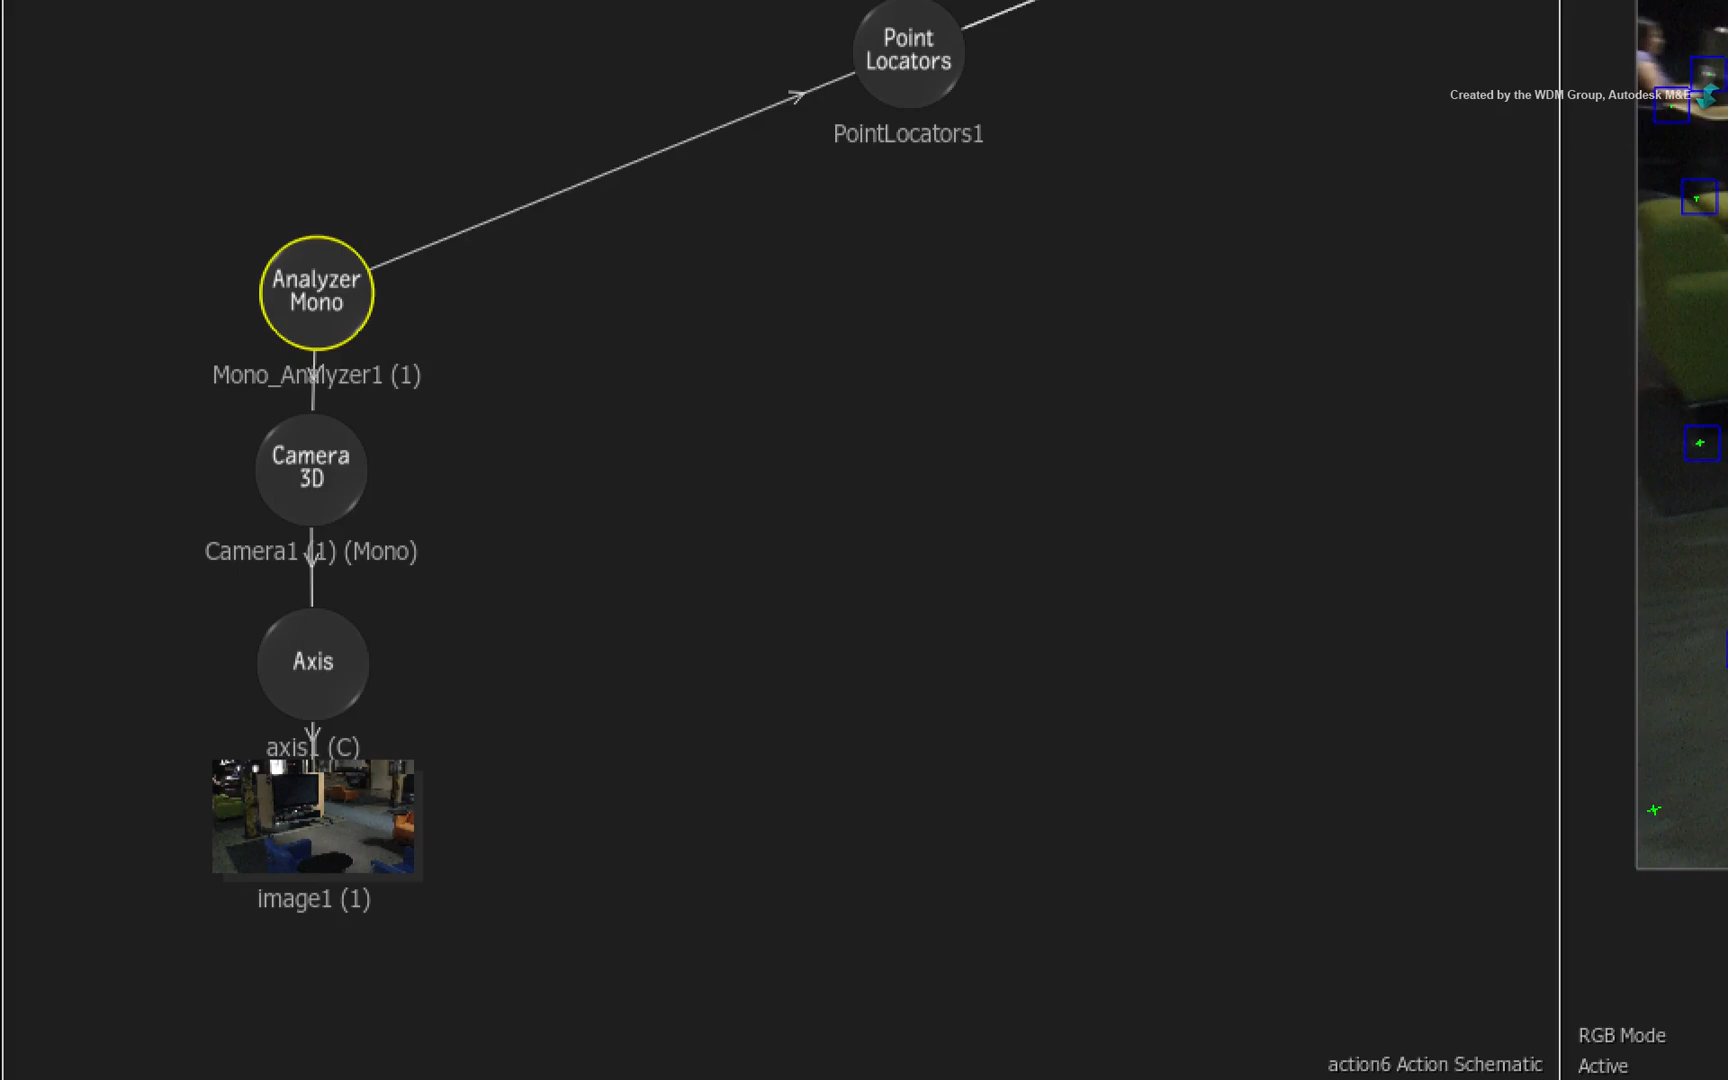 Point
Locators
PointLocators1
Created by the WDM Group, Autodesk M&E
Analyzer
Mono
Mono_Analyzer1 (1)
Camera
3D
Camera1 (1) (Mono)
Axis
axis1 (C)
image1 (1)
RGB Mode
action6 Action Schematic
Active